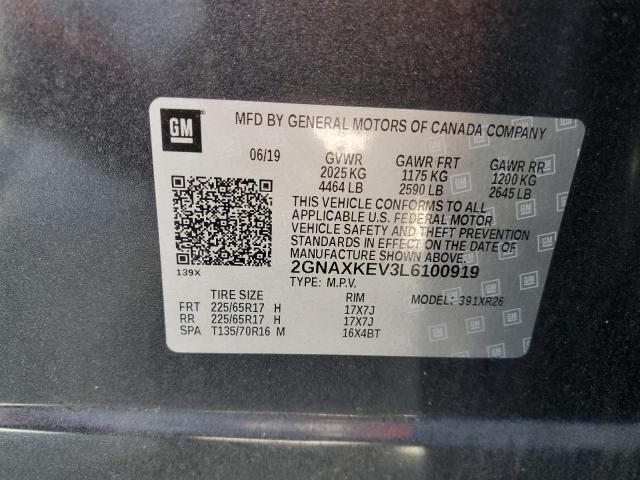 GM
MFD BY GENERAL MOTORS OF CANADA COMPANY
06/19 GVWR GAWR FRT GAWR RR
2025 KG 1175 KG 1200 KG
4464 LB 2590 LB 2645 LB
THIS VEHICLE CONFORMS TO ALL
APPLICABLE U.S. FEDERAL MOTOR
VEHICLE SAFETY AND THEFT PREVENTION
STANDARDS IN EFFECT ON THE DATE OF
MANUFACTURE SHOWN ABOVE.
139X
2GNAXKEV3L6100919
TYPE: M.P.V. MODEL: 391XR26
TIRE SIZE RIM
FRT 225/65R17 H 17X7J
RR 225/65R17 H 17X7J
SPA T135/70R16 M 16X4BT